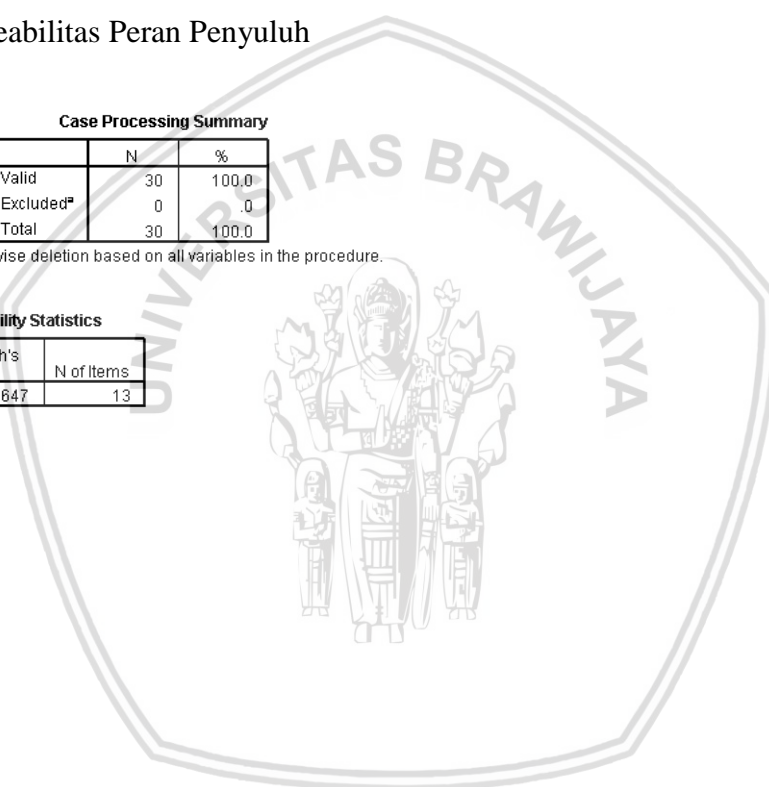 eabilitas Peran Penyuluh
Case Processing Summary
N %
Valid 30 100.0
Excludedª 0 .0
Total 30 100.0
wise deletion based on all variables in the procedure.
ility Statistics
h's
N of Items
647 13
UNIVERSITAS BRAWIJAYA